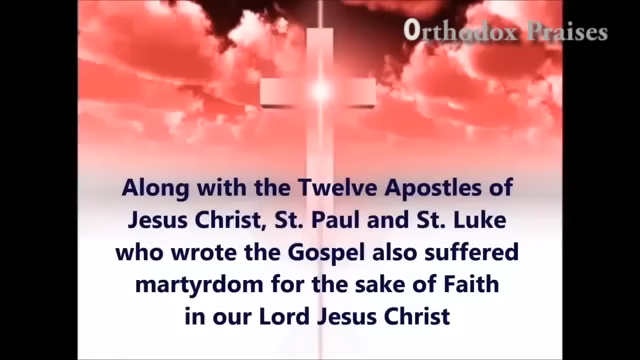 Orthodox Praises
Along with the Twelve Apostles of
Jesus Christ, St. Paul and St. Luke
who wrote the Gospel also suffered
martyrdom for the sake of Faith
in our Lord Jesus Christ